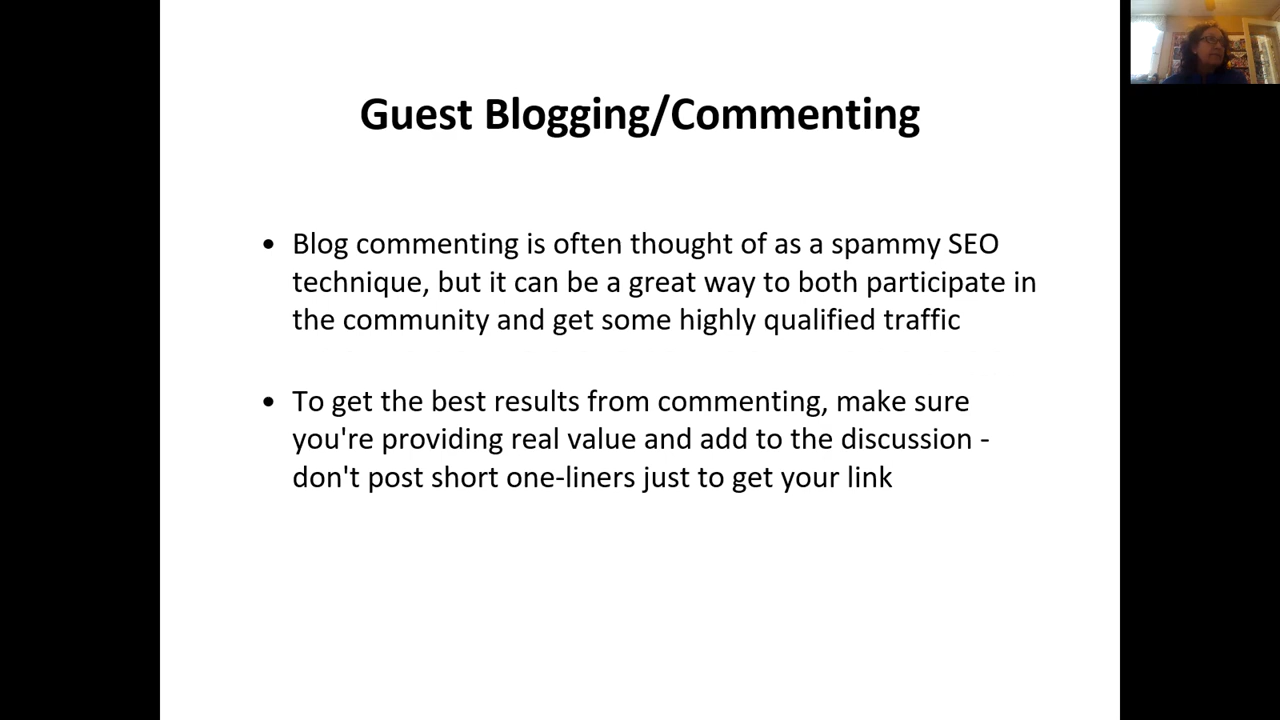 Guest Blogging/Commenting
• Blog commenting is often thought of as a spammy SEO
technique, but it can be a great way to both participate in
the community and get some highly qualified traffic
• To get the best results from commenting, make sure
you're providing real value and add to the discussion -
don't post short one-liners just to get your link